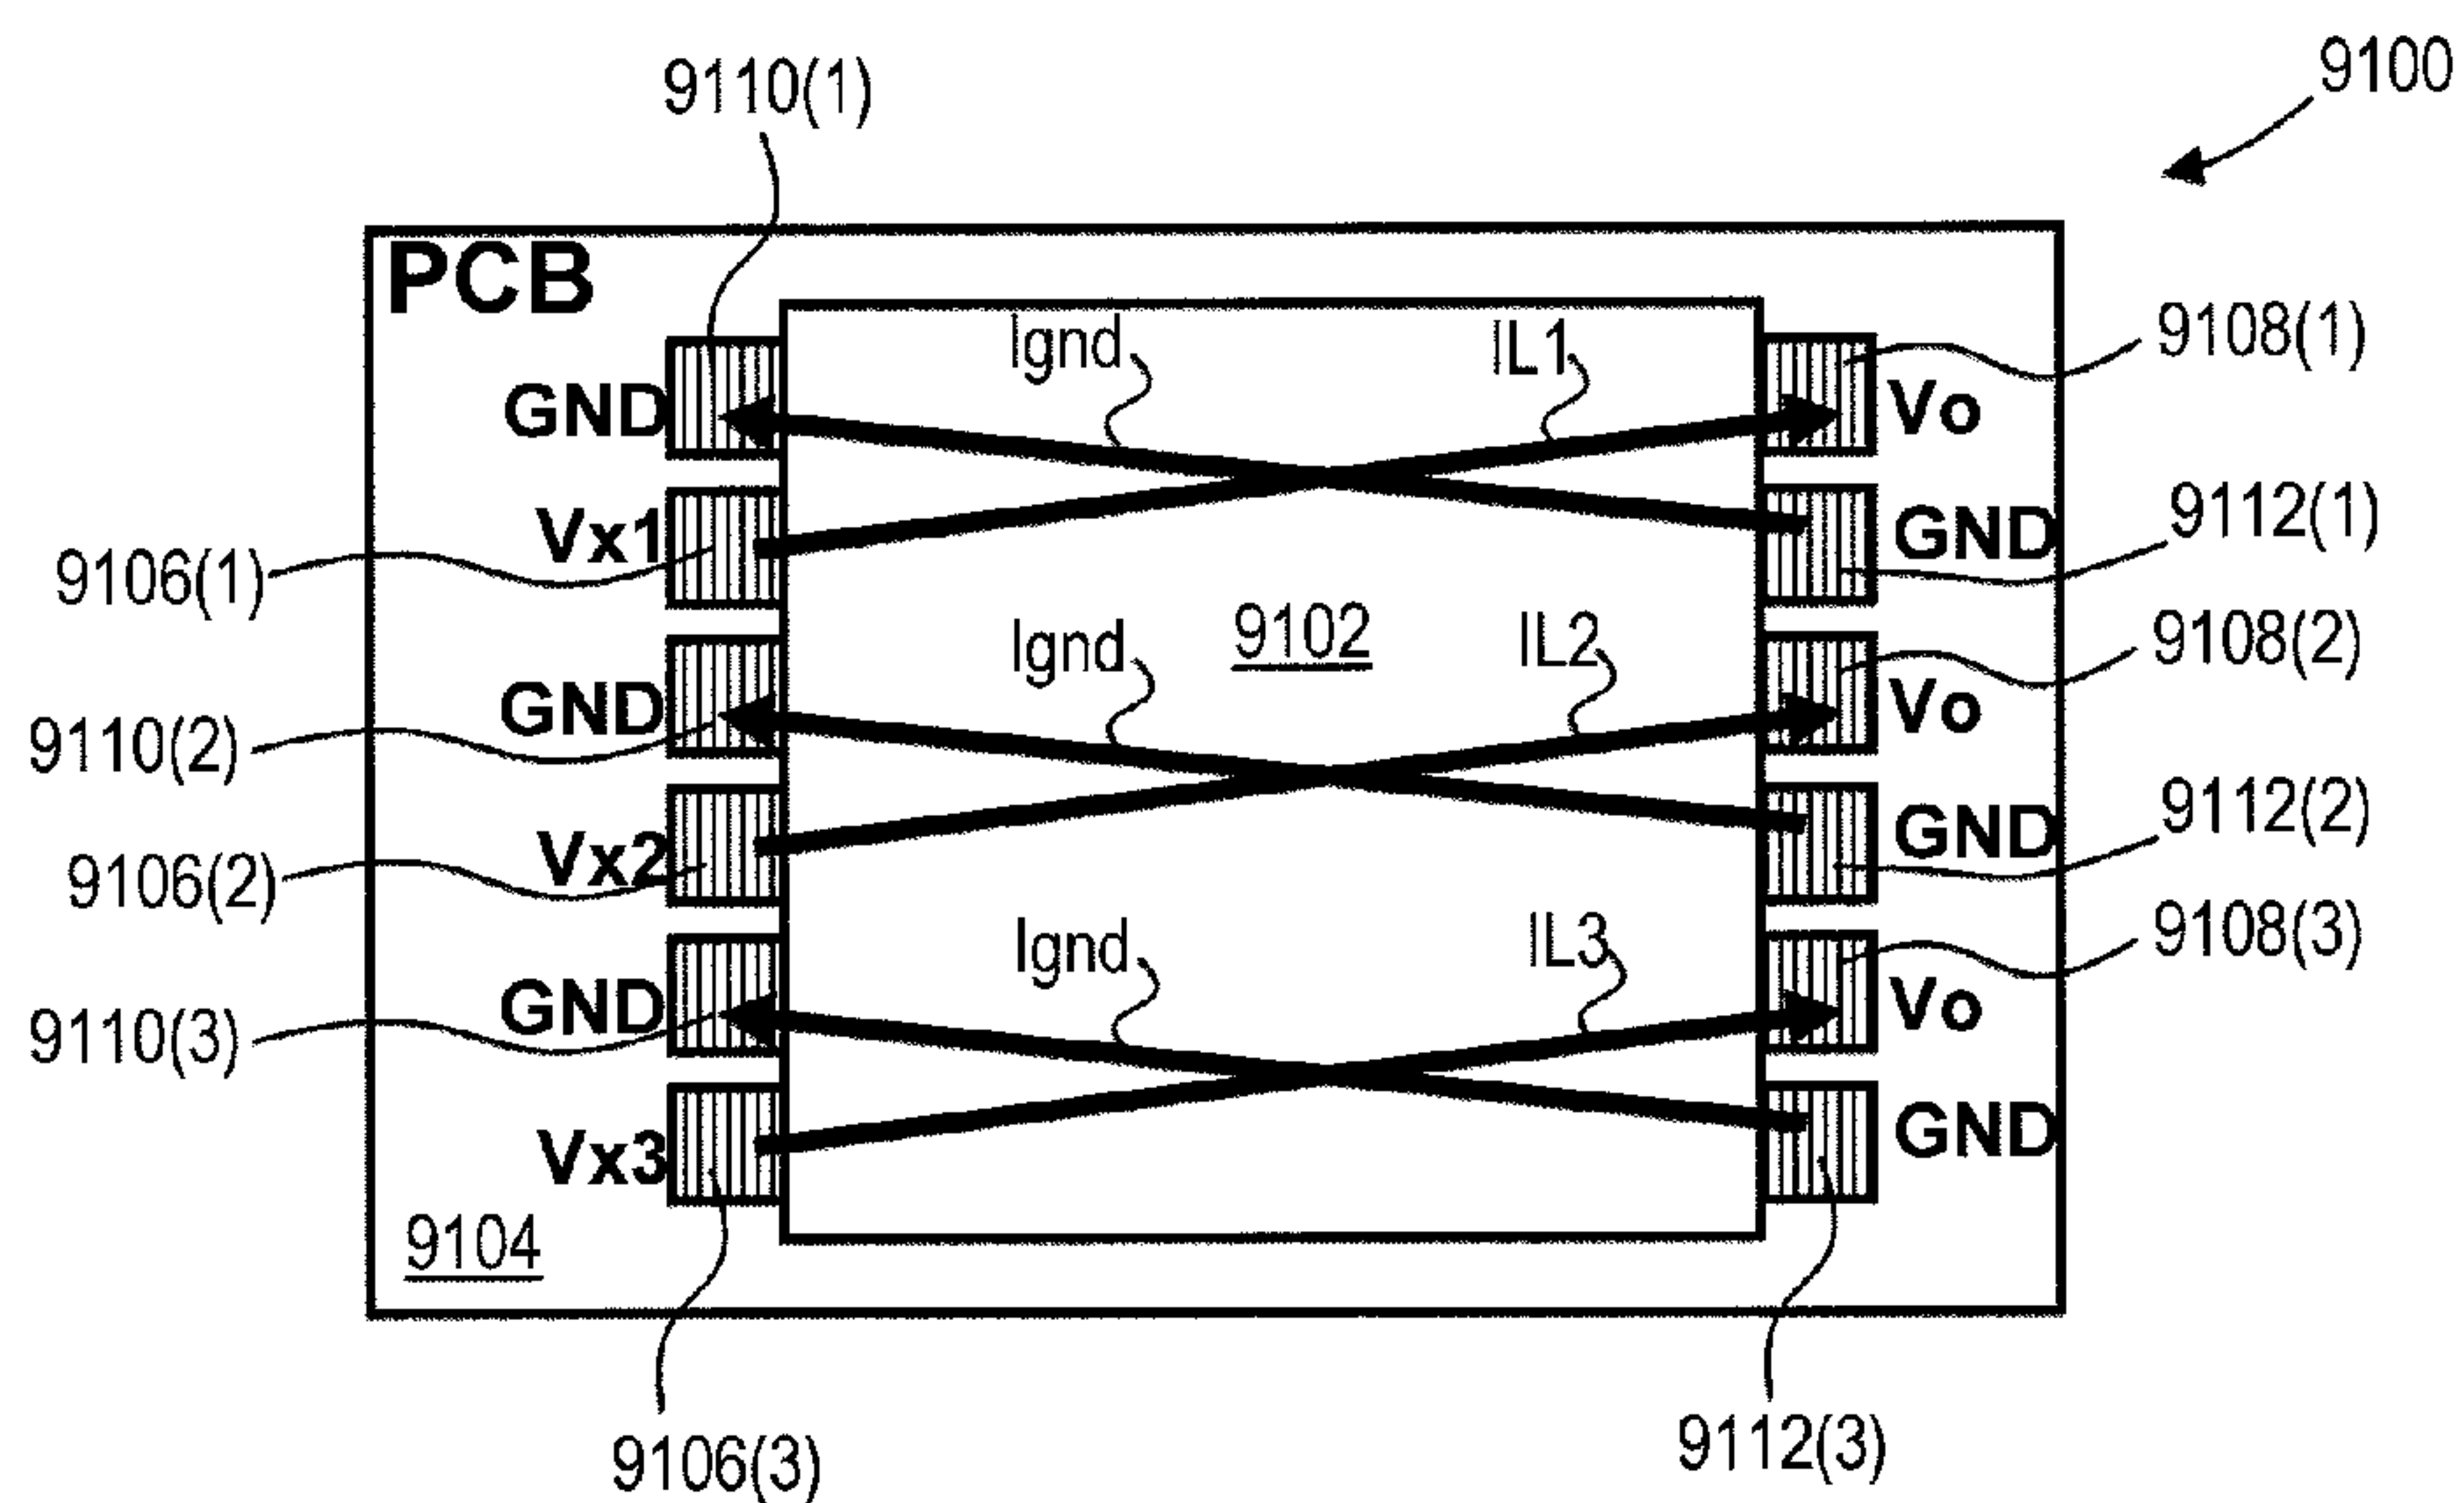 9100
9110(1)
PCB
Ignd
IL1
9108(1)
GND
Vo
9112(1)
Vx1
GND
9106(1)
9102
9108(2)
Ignd
IL2
GND
Vo
9110(2)
9112(2)
Vx2
GND
9106(2)
9108(3)
Ignd
IL3
GND
Vo
9110(3)
Vx3
GND
9104
9106(3)
9112(3)